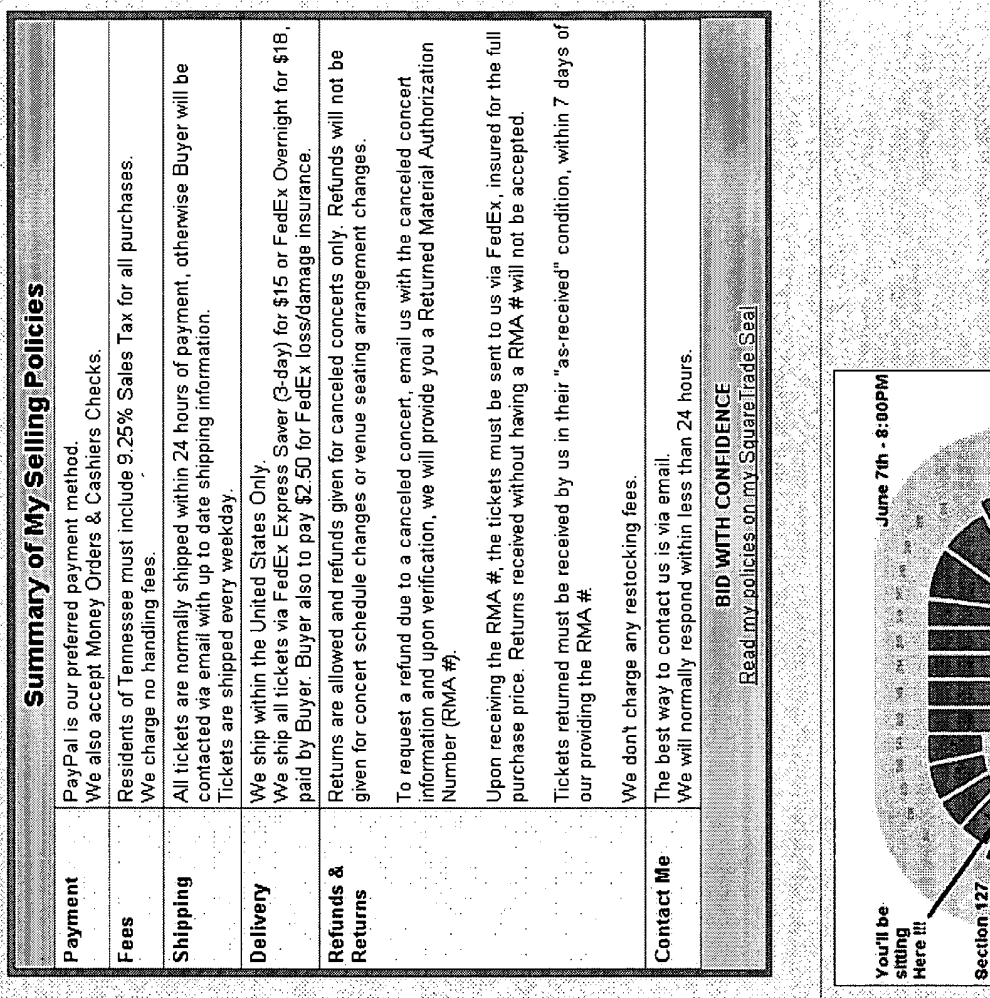 Summary of My Selling Policies
Payment
PayPal is our preferred payment method.
We also accept Money Orders & Cashiers Checks.
Fees
Residents of Tennessee must include 9.25% Sales Tax for all purchases.
We charge no handling fees.
Shipping
All tickets are normally shipped within 24 hours of payment, otherwise Buyer will be
contacted via email with up to date shipping information.
Tickets are shipped every weekday.
Delivery
We ship within the United States Only.
We ship all tickets via FedEx Express Saver (3-day) for $15 or FedEx Overnight for $18,
paid by Buyer. Buyer also to pay $2.50 for FedEx loss/damage insurance.
Refunds &
Returns
Returns are allowed and refunds given for canceled concerts only. Refunds will not be
given for concert schedule changes or venue seating arrangement changes.
To request a refund due to a canceled concert, email us with the canceled concert
information and upon verification, we will provide you a Returned Material Authorization
Number (RMA #).
Upon receiving the RMA #, the tickets must be sent to us via FedEx, insured for the full
purchase price. Returns received without having a RMA # will not be accepted.
Tickets returned must be received by us in their "as-received" condition, within 7 days of
our providing the RMA #.
We don't charge any restocking fees.
Contact Me
The best way to contact us is via email.
We will normally respond within less than 24 hours.
BID WITH CONFIDENCE
Read my policies on my SquareTrade Seal
You'll be
sitting
Here !!!
June 7th - 8:00PM
Section 127